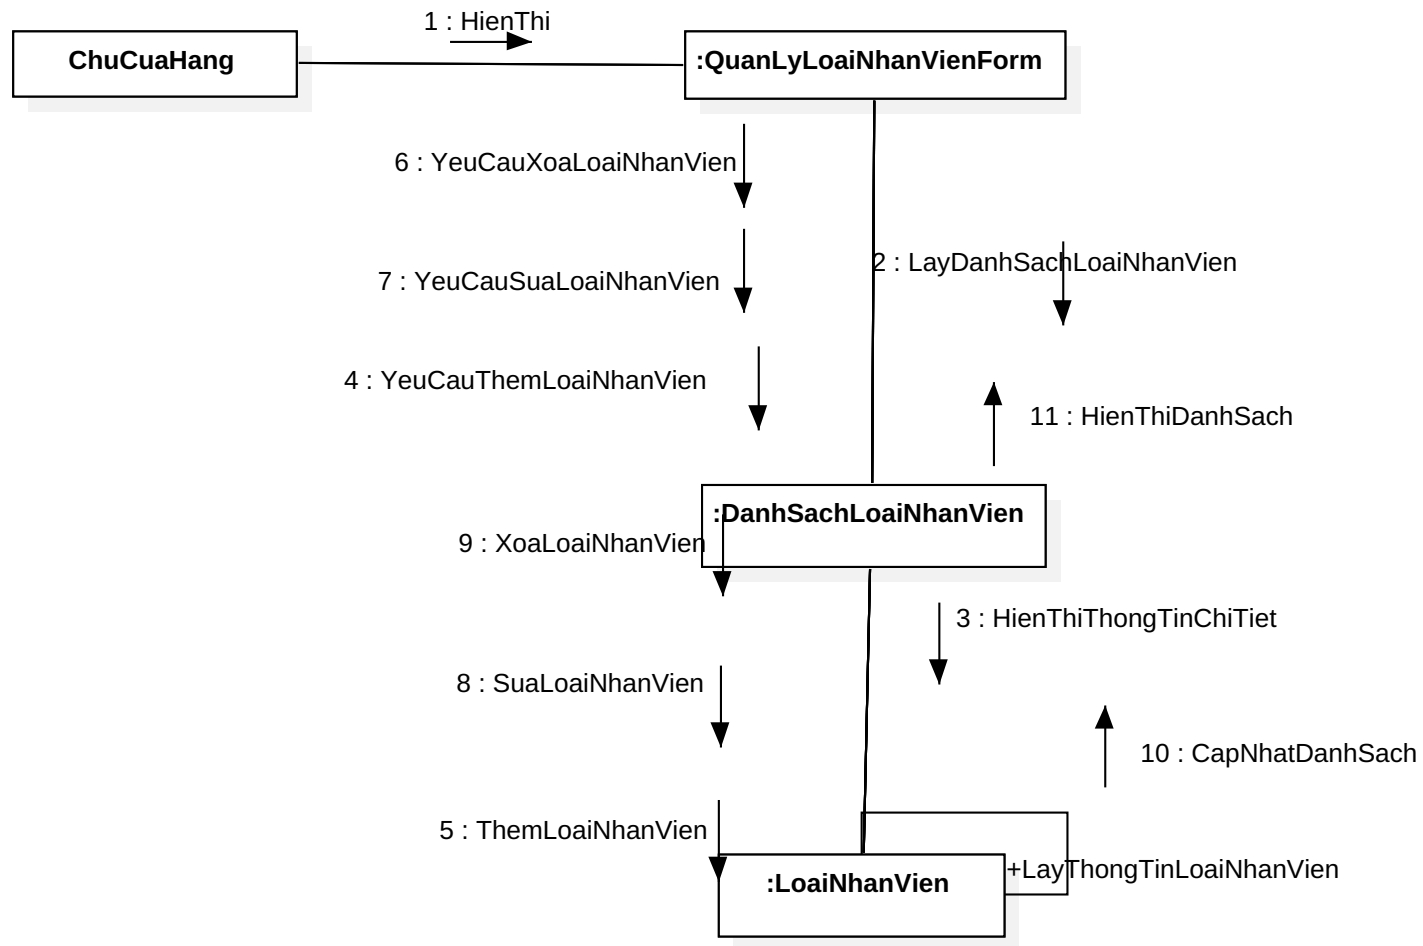 1 : HienThi
ChuCuaHang
:QuanLyLoaiNhanVienForm
6 : YeuCauXoaLoaiNhanVien
2 : LayDanhSachLoaiNhanVien
7 : YeuCauSuaLoaiNhanVien
4 : YeuCauThemLoaiNhanVien
11 : HienThiDanhSach
:DanhSachLoaiNhanVien
9 : XoaLoaiNhanVien
3 : HienThiThongTinChiTiet
8 : SuaLoaiNhanVien
10 : CapNhatDanhSach
5 : ThemLoaiNhanVien
+LayThongTinLoaiNhanVien
:LoaiNhanVien